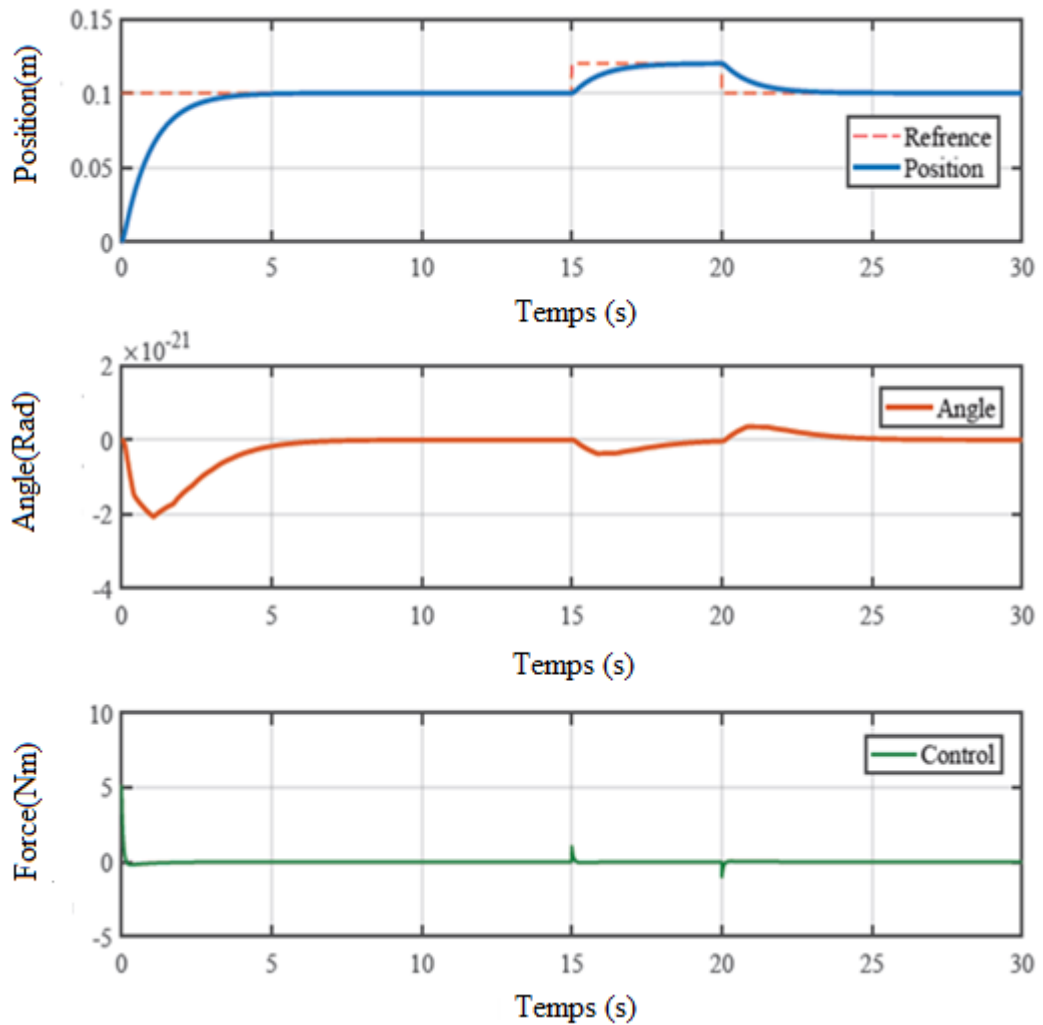 Position(m)
0.15
0.1
0.05
0
Refrence
Position
0 5 10 15 20 25 30
Temps (s)
×10-21
Angle(Rad)
2
0
-2
-4
Angle
0 5 10 15 20 25 30
Temps (s)
Force(Nm)
10
5
0
-5
Control
0 5 10 15 20 25 30
Temps (s)